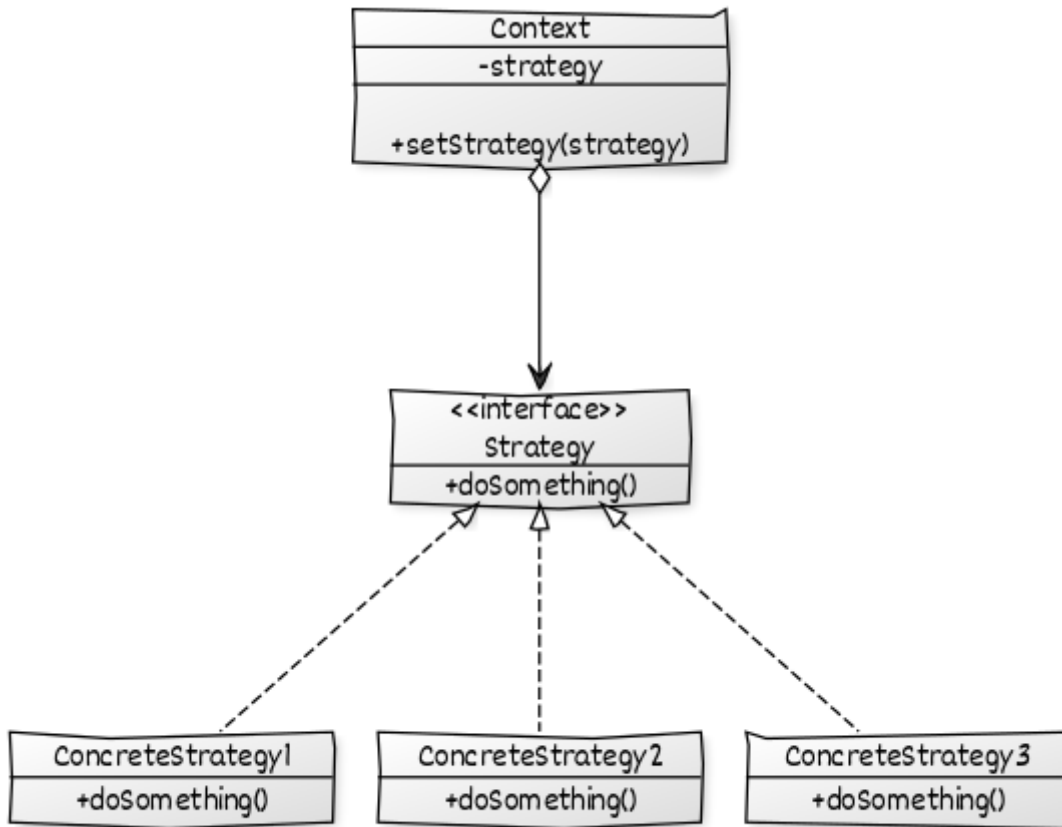 Context
-strategy
+setStrategy(strategy)
<<interface>>
Strategy
+doSomething()
ConcreteStrategy1
+doSomething()
ConcreteStrategy2
+doSomething()
ConcreteStrategy3
+doSomething()